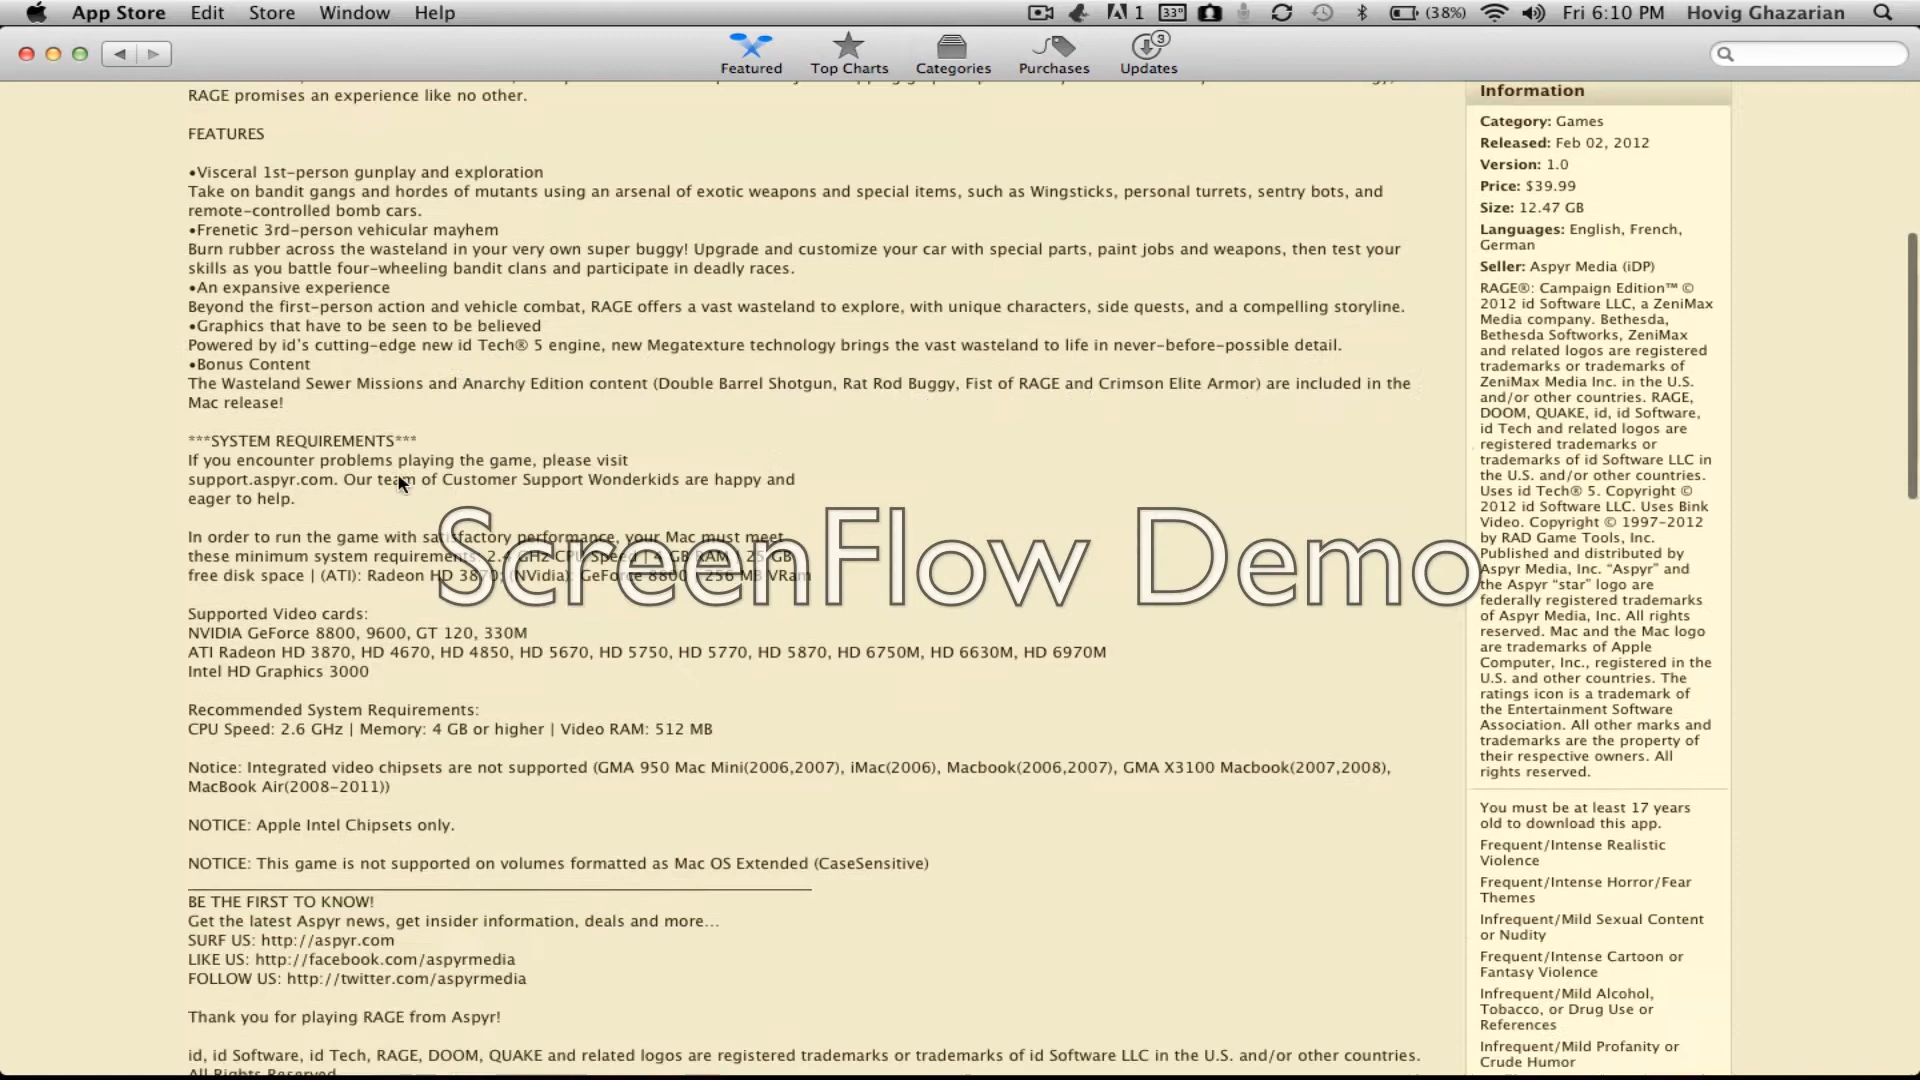 App Store Edit Store Window Help 1 33° (38%) Fri 6:10 PM Hovig Ghazarian
Featured Top Charts Categories Purchases 3 Updates
RAGE promises an experience like no other.
FEATURES
•Visceral 1st-person gunplay and exploration
Take on bandit gangs and hordes of mutants using an arsenal of exotic weapons and special items, such as Wingsticks, personal turrets, sentry bots, and
remote-controlled bomb cars.
•Frenetic 3rd-person vehicular mayhem
Burn rubber across the wasteland in your very own super buggy! Upgrade and customize your car with special parts, paint jobs and weapons, then test your
skills as you battle four-wheeling bandit clans and participate in deadly races.
•An expansive experience
Beyond the first-person action and vehicle combat, RAGE offers a vast wasteland to explore, with unique characters, side quests, and a compelling storyline.
•Graphics that have to be seen to be believed
Powered by id’s cutting-edge new id Tech® 5 engine, new Megatexture technology brings the vast wasteland to life in never-before-possible detail.
•Bonus Content
The Wasteland Sewer Missions and Anarchy Edition content (Double Barrel Shotgun, Rat Rod Buggy, Fist of RAGE and Crimson Elite Armor) are included in the
Mac release!
***SYSTEM REQUIREMENTS***
If you encounter problems playing the game, please visit
support.aspyr.com. Our team of Customer Support Wonderkids are happy and
eager to help.
In order to run the game with satisfactory performance, your Mac must meet
these minimum system requirements: 2.4 GHz CPU Speed | 4 GB RAM | 25 GB
free disk space | (ATI): Radeon HD 3870; (NVidia): GeForce 8800 | 256 MB VRam
ScreenFlow Demo
Supported Video cards:
NVIDIA GeForce 8800, 9600, GT 120, 330M
ATI Radeon HD 3870, HD 4670, HD 4850, HD 5670, HD 5750, HD 5770, HD 5870, HD 6750M, HD 6630M, HD 6970M
Intel HD Graphics 3000
Recommended System Requirements:
CPU Speed: 2.6 GHz | Memory: 4 GB or higher | Video RAM: 512 MB
Notice: Integrated video chipsets are not supported (GMA 950 Mac Mini(2006,2007), iMac(2006), Macbook(2006,2007), GMA X3100 Macbook(2007,2008),
MacBook Air(2008-2011))
NOTICE: Apple Intel Chipsets only.
NOTICE: This game is not supported on volumes formatted as Mac OS Extended (CaseSensitive)
BE THE FIRST TO KNOW!
Get the latest Aspyr news, get insider information, deals and more...
SURF US: http://aspyr.com
LIKE US: http://facebook.com/aspyrmedia
FOLLOW US: http://twitter.com/aspyrmedia
Thank you for playing RAGE from Aspyr!
id, id Software, id Tech, RAGE, DOOM, QUAKE and related logos are registered trademarks or trademarks of id Software LLC in the U.S. and/or other countries.
All Rights Reserved
Information
Category: Games
Released: Feb 02, 2012
Version: 1.0
Price: $39.99
Size: 12.47 GB
Languages: English, French,
German
Seller: Aspyr Media (iDP)
RAGE®: Campaign Edition™ ©
2012 id Software LLC, a ZeniMax
Media company. Bethesda,
Bethesda Softworks, ZeniMax
and related logos are registered
trademarks or trademarks of
ZeniMax Media Inc. in the U.S.
and/or other countries. RAGE,
DOOM, QUAKE, id, id Software,
id Tech and related logos are
registered trademarks or
trademarks of id Software LLC in
the U.S. and/or other countries.
Uses id Tech® 5. Copyright ©
2012 id Software LLC. Uses Bink
Video. Copyright © 1997-2012
by RAD Game Tools, Inc.
Published and distributed by
Aspyr Media, Inc. “Aspyr” and
the Aspyr “star” logo are
federally registered trademarks
of Aspyr Media, Inc. All rights
reserved. Mac and the Mac logo
are trademarks of Apple
Computer, Inc., registered in the
U.S. and other countries. The
ratings icon is a trademark of
the Entertainment Software
Association. All other marks and
trademarks are the property of
their respective owners. All
rights reserved.
You must be at least 17 years
old to download this app.
Frequent/Intense Realistic
Violence
Frequent/Intense Horror/Fear
Themes
Infrequent/Mild Sexual Content
or Nudity
Frequent/Intense Cartoon or
Fantasy Violence
Infrequent/Mild Alcohol,
Tobacco, or Drug Use or
References
Infrequent/Mild Profanity or
Crude Humor